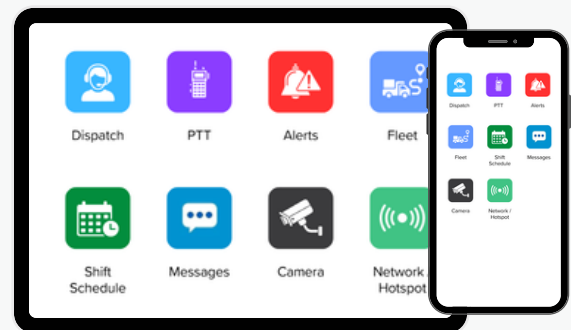 Dispatch
PTT
Alerts
Fleet
Shift
Schedule
Messages
Camera
Network /
Hotspot
Dispatch
PTT
Alerts
Fleet
Shift
Schedule
Messages
Camera
Network /
Hotspot